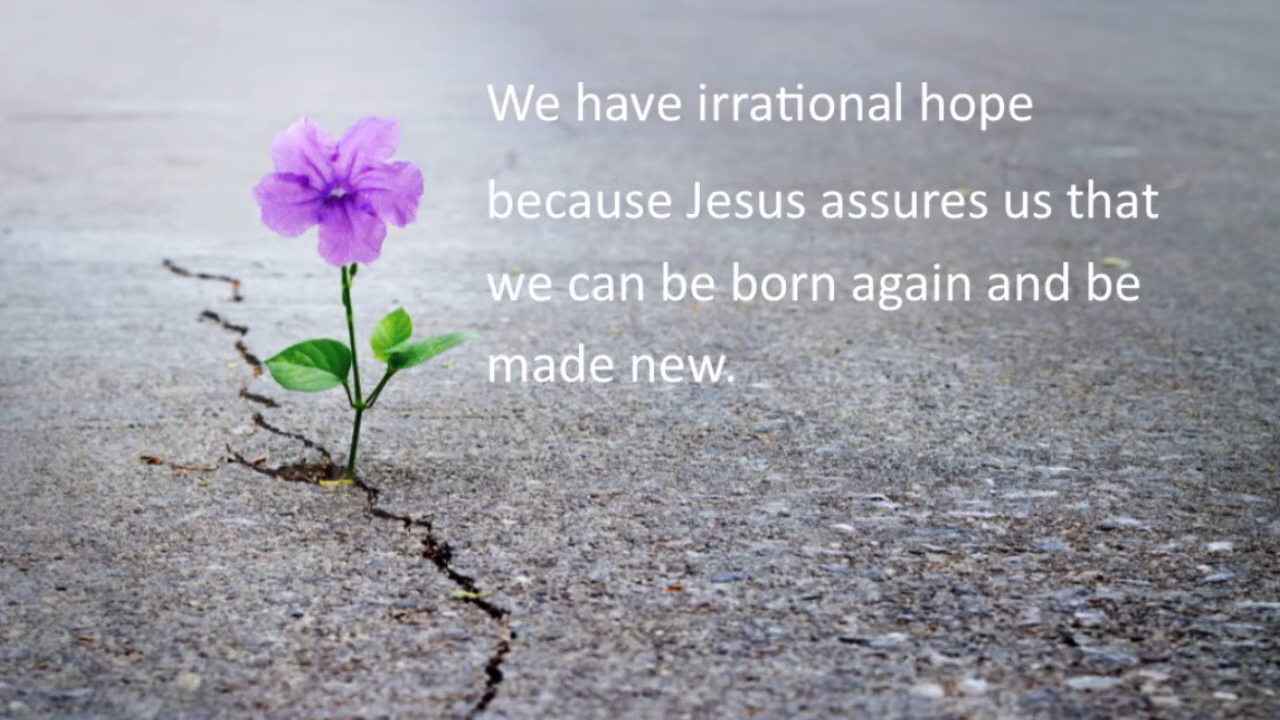 We have irrational hope
because Jesus assures us that
we can be born again and be
made new.